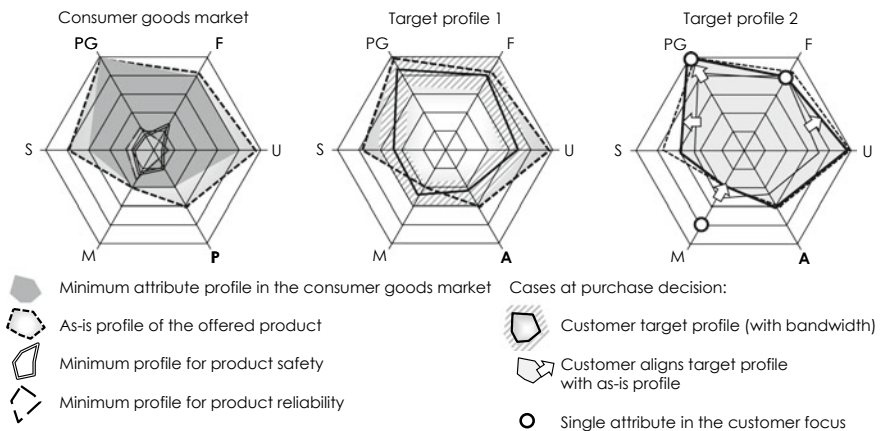 Consumer goods market
PG
F
S
U
M
P
Target profile 1
PG
F
S
U
M
A
Target profile 2
PG
F
S
U
M
A
Minimum attribute profile in the consumer goods market
As-is profile of the offered product
Minimum profile for product safety
Minimum profile for product reliability
Cases at purchase decision:
Customer target profile (with bandwidth)
Customer aligns target profile
with as-is profile
Single attribute in the customer focus